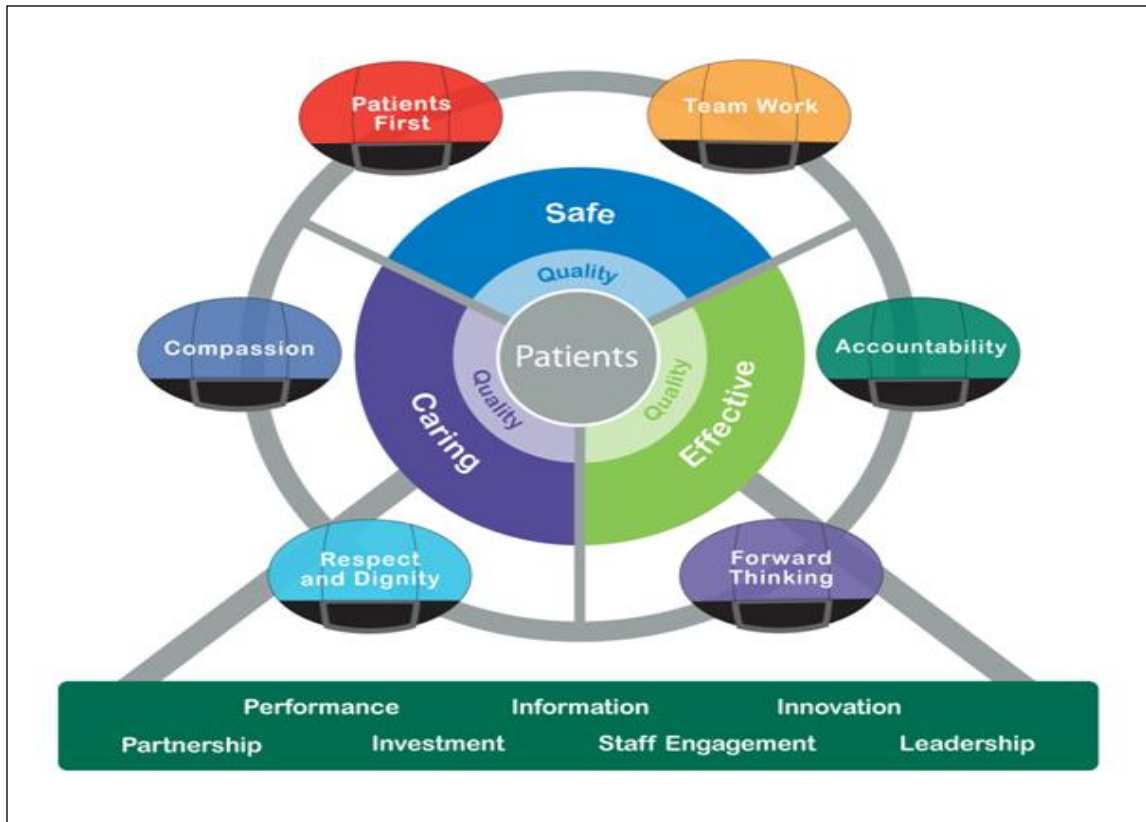 Patients
First
Team Work
Safe
Quality
Compassion
Patients
Accountability
Quality
Quality
Caring
Effective
Respect
and Dignity
Forward
Thinking
Performance Information Innovation
Partnership Investment Staff Engagement Leadership